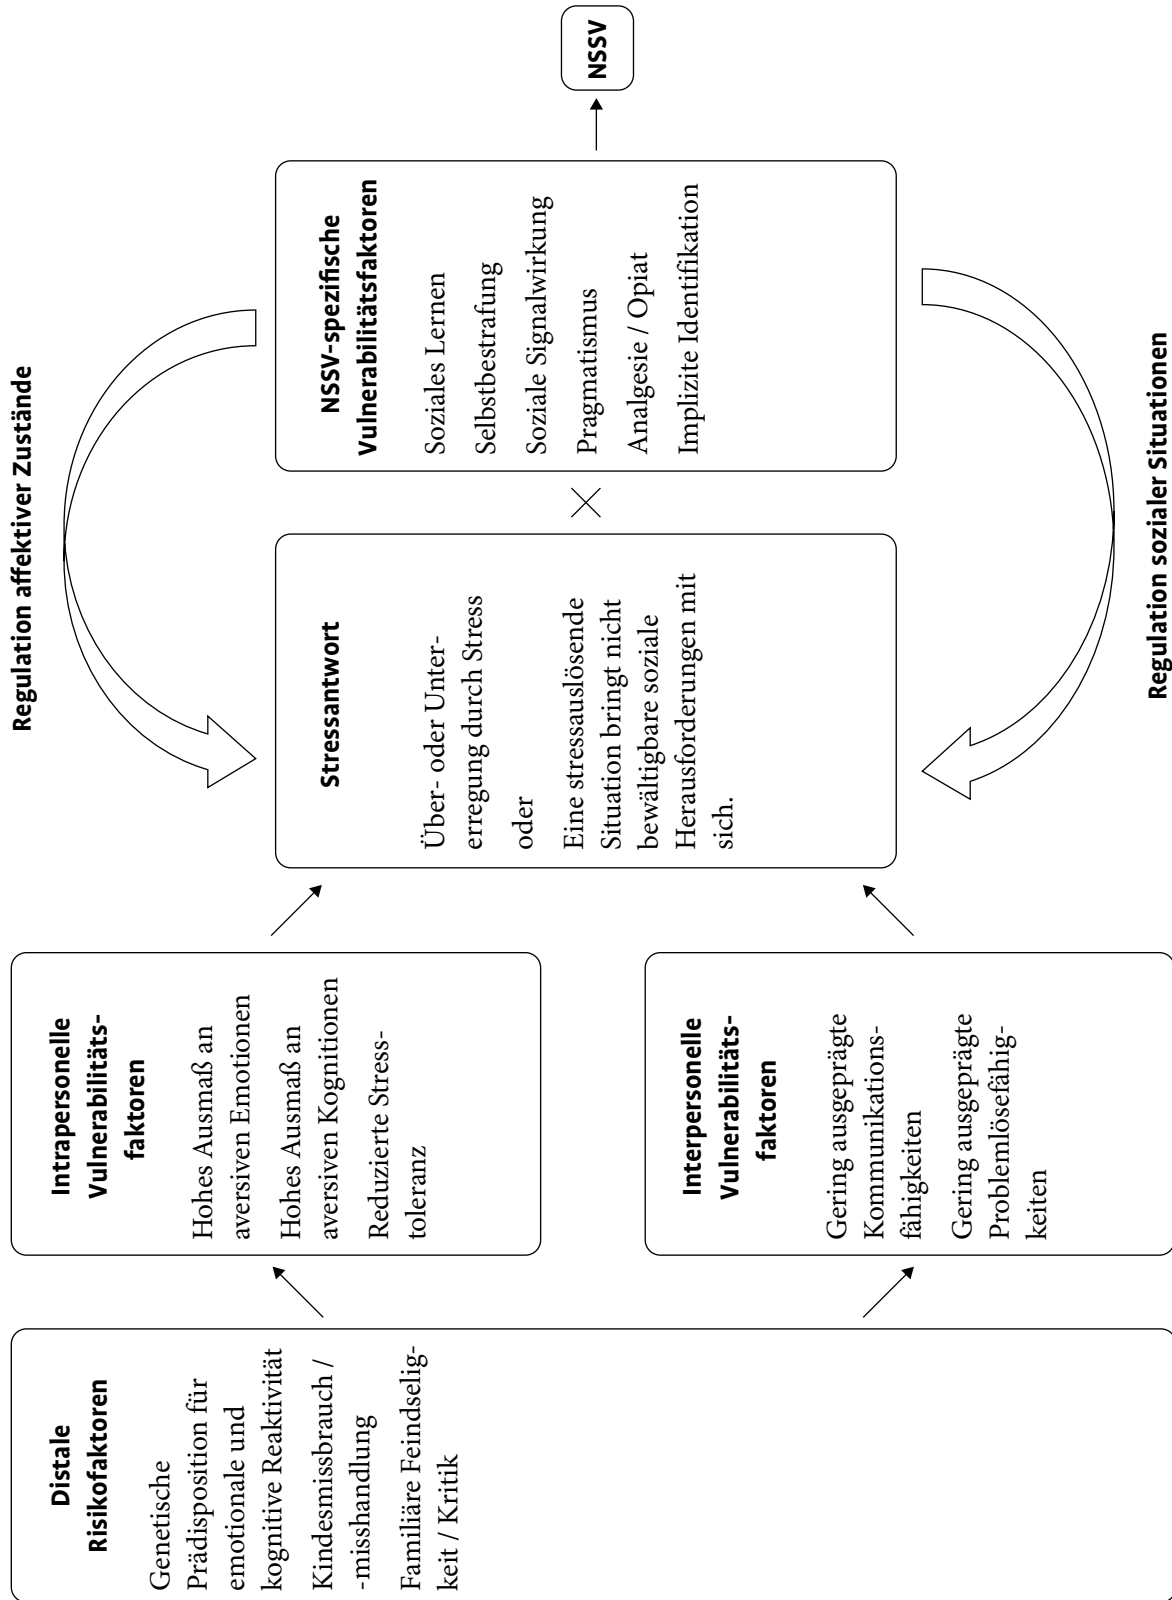 Regulation affektiver Zustände
Distale
Risikofaktoren
Genetische
Prädisposition für
emotionale und
kognitive Reaktivität
Kindesmissbrauch /
-misshandlung
Familiäre Feindselig-
keit / Kritik
Intrapersonelle
Vulnerabilitäts-
faktoren
Hohes Ausmaß an
aversiven Emotionen
Hohes Ausmaß an
aversiven Kognitionen
Reduzierte Stress-
toleranz
Interpersonelle
Vulnerabilitäts-
faktoren
Gering ausgeprägte
Kommunikations-
fähigkeiten
Gering ausgeprägte
Problemlösefähig-
keiten
Stressantwort
Über- oder Unter-
erregung durch Stress
oder
Eine stressauslösende
Situation bringt nicht
bewältigbare soziale
Herausforderungen mit
sich.
×
NSSV-spezifische
Vulnerabilitätsfaktoren
Soziales Lernen
Selbstbestrafung
Soziale Signalwirkung
Pragmatismus
Analgesie / Opiat
Implizite Identifikation
NSSV
Regulation sozialer Situationen